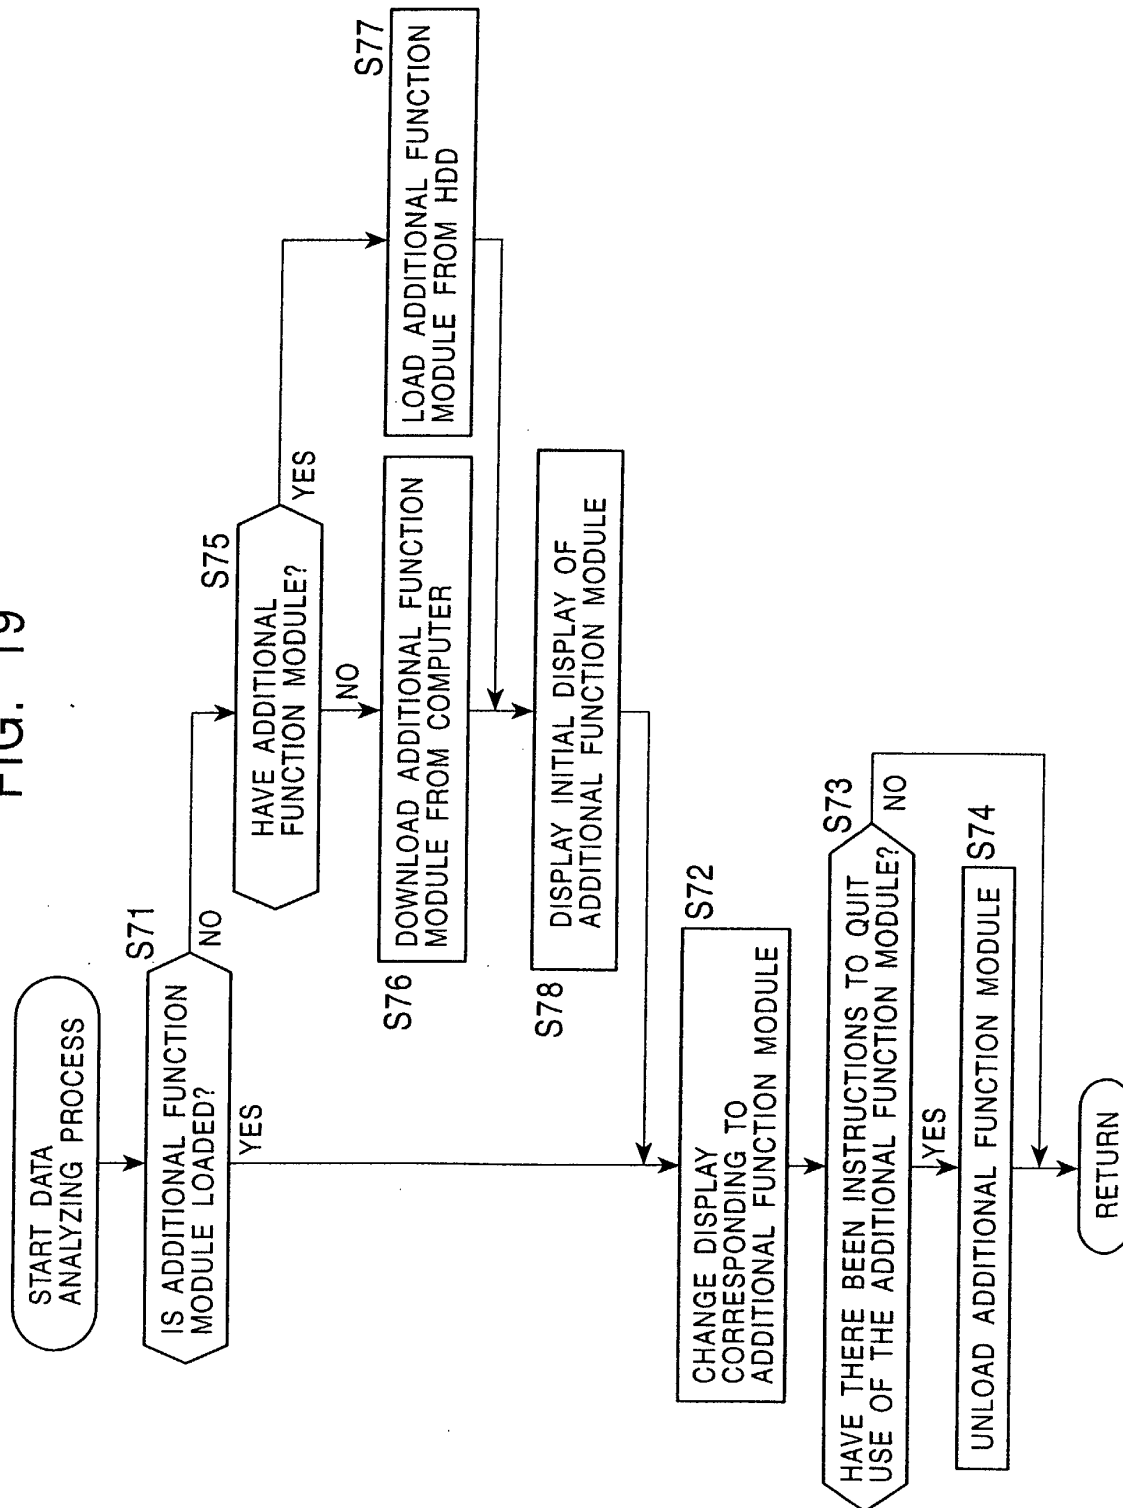 FIG. 19
START DATA
ANALYZING PROCESS
S71
IS ADDITIONAL FUNCTION
MODULE LOADED?
NO
YES
S75
HAVE ADDITIONAL
FUNCTION MODULE?
YES
NO
S76
DOWNLOAD ADDITIONAL FUNCTION
MODULE FROM COMPUTER
S77
LOAD ADDITIONAL FUNCTION
MODULE FROM HDD
S78
DISPLAY INITIAL DISPLAY OF
ADDITIONAL FUNCTION MODULE
S72
CHANGE DISPLAY
CORRESPONDING TO
ADDITIONAL FUNCTION MODULE
S73
HAVE THERE BEEN INSTRUCTIONS TO QUIT
USE OF THE ADDITIONAL FUNCTION MODULE?
NO
YES
S74
UNLOAD ADDITIONAL FUNCTION MODULE
RETURN